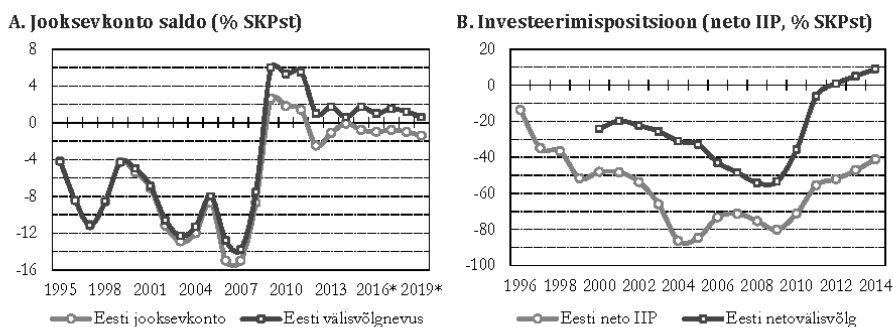 A. Jooksevkonto saldo (% SKPst)
8
4
0
-4
-8
-12
-16
1995 1998 2001 2004 2007 2010 2013 2016* 2019*
Eesti jooksevkonto Eesti välisvõlgnevus
B. Investeerimispositsioon (neto IIP, % SKPst)
20
0
-20
-40
-60
-80
-100
1996 1998 2000 2002 2004 2006 2008 2010 2012 2014
Eesti neto IIP Eesti netovälisvõlg